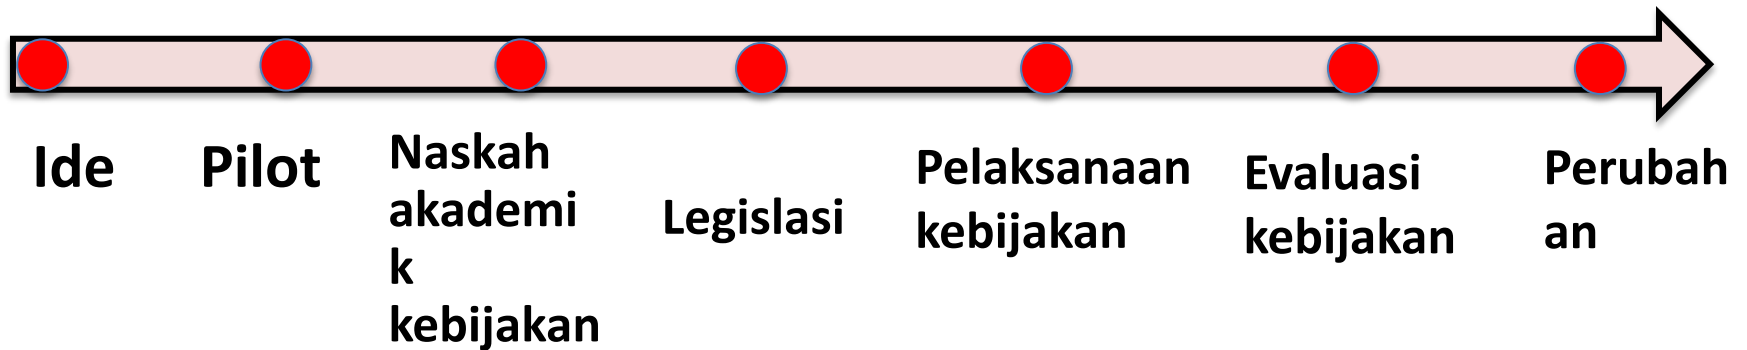 Ide
Pilot
Naskah
akademi
k
kebijakan
Legislasi
Pelaksanaan
kebijakan
Evaluasi
kebijakan
Perubah
an